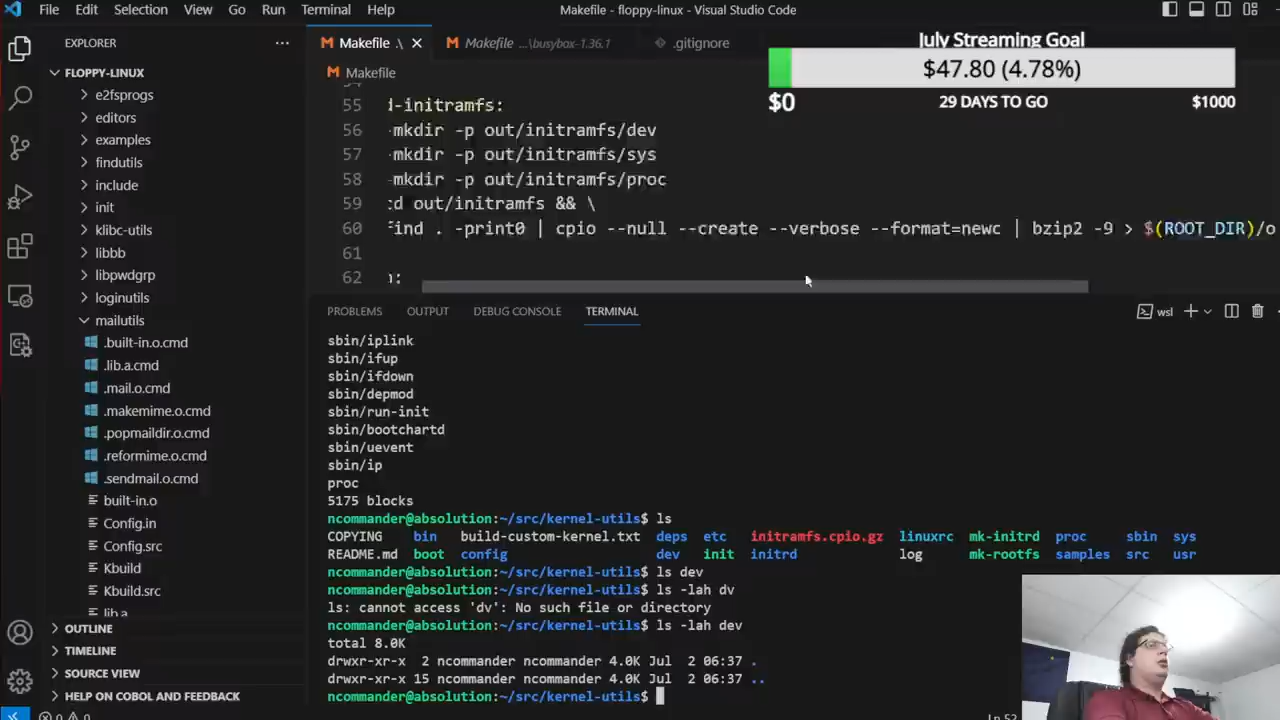 File Edit Selection View Go Run Terminal Help
Makefile - floppy-linux - Visual Studio Code
EXPLORER
FLOPPY-LINUX
e2fsprogs
editors
examples
findutils
include
init
klibc-utils
libbb
libpwdgrp
loginutils
mailutils
.built-in.o.cmd
.lib.a.cmd
.mail.o.cmd
.makemime.o.cmd
.popmaildir.o.cmd
.reformime.o.cmd
.sendmail.o.cmd
built-in.o
Config.in
Config.src
Kbuild
Kbuild.src
lib.a
OUTLINE
TIMELINE
SOURCE VIEW
HELP ON COBOL AND FEEDBACK
Makefile .\ Makefile ...\busybox-1.36.1 .gitignore
Makefile
July Streaming Goal
$47.80 (4.78%)
$0 29 DAYS TO GO $1000
55 d-initramfs:
56 mkdir -p out/initramfs/dev
57 mkdir -p out/initramfs/sys
58 mkdir -p out/initramfs/proc
59 cd out/initramfs && \
60 find . -print0 | cpio --null --create --verbose --format=newc | bzip2 -9 > $(ROOT_DIR)/o
61
62 :
PROBLEMS OUTPUT DEBUG CONSOLE TERMINAL
wsl
sbin/iplink
sbin/ifup
sbin/ifdown
sbin/depmod
sbin/run-init
sbin/bootchartd
sbin/uevent
sbin/ip
proc
5175 blocks
ncommander@absolution:~/src/kernel-utils$ ls
COPYING bin build-custom-kernel.txt deps etc initramfs.cpio.gz linuxrc mk-initrd proc sbin sys
README.md boot config dev init initrd log mk-rootfs samples src usr
ncommander@absolution:~/src/kernel-utils$ ls dev
ncommander@absolution:~/src/kernel-utils$ ls -lah dv
ls: cannot access 'dv': No such file or directory
ncommander@absolution:~/src/kernel-utils$ ls -lah dev
total 8.0K
drwxr-xr-x 2 ncommander ncommander 4.0K Jul 2 06:37 .
drwxr-xr-x 15 ncommander ncommander 4.0K Jul 2 06:37 ..
ncommander@absolution:~/src/kernel-utils$